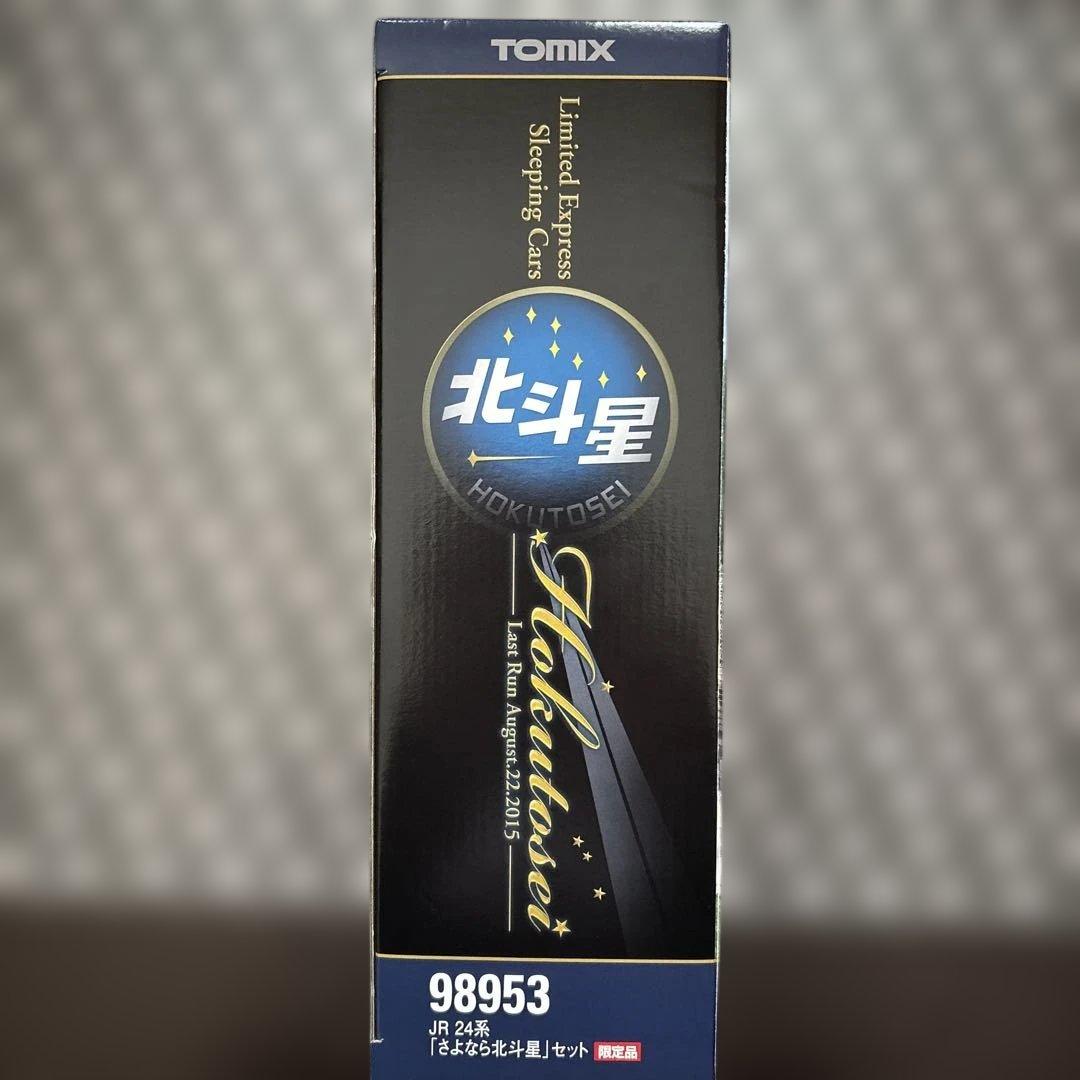 TOMIX
Limited Express
Sleeping Cars
北斗星
HOKUTOSEI
Hokutosei
Last Run August.22.2015
98953
JR 24系
「さよなら北斗星」セット 限定品